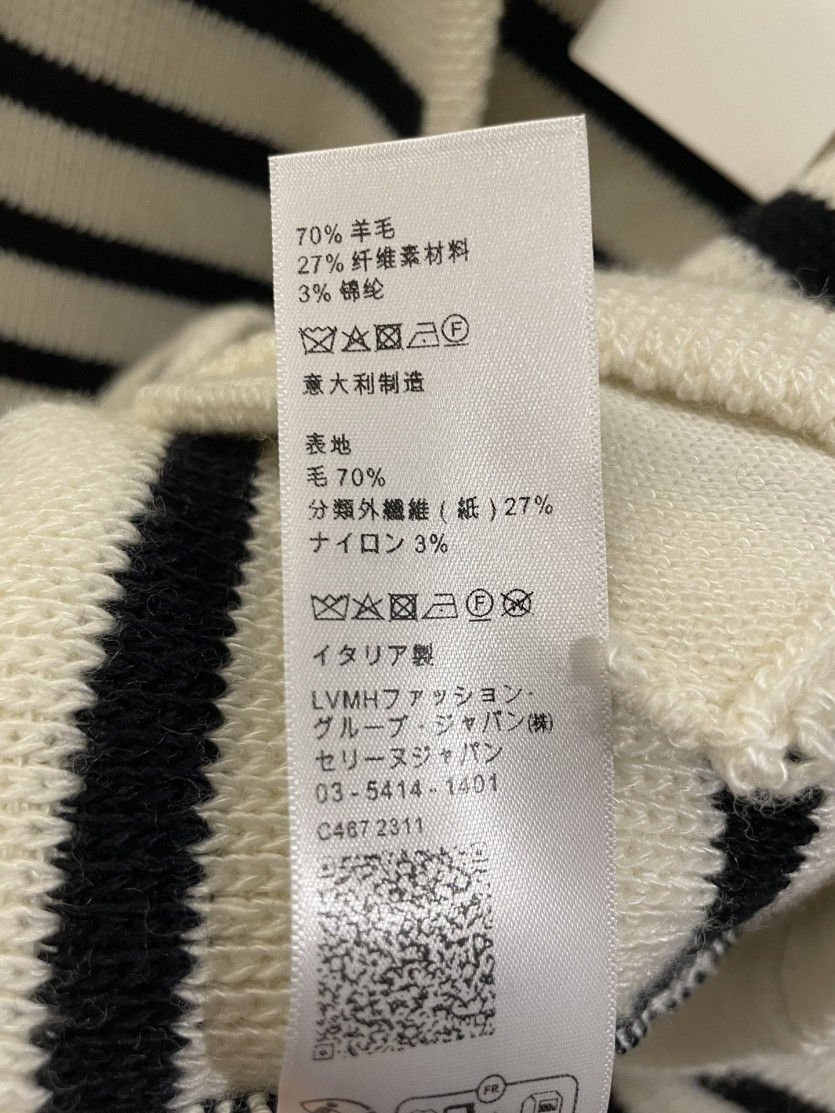 70% 羊毛
27% 纤维素材料
3% 锦纶
F
意大利制造
表地
毛 70%
分類外繊維 ( 紙 ) 27%
ナイロン 3%
F W
イタリア製
LVMHファッション・
グループ・ジャパン㈱
セリーヌジャパン
03 - 5414 - 1401
C467 2311
FR